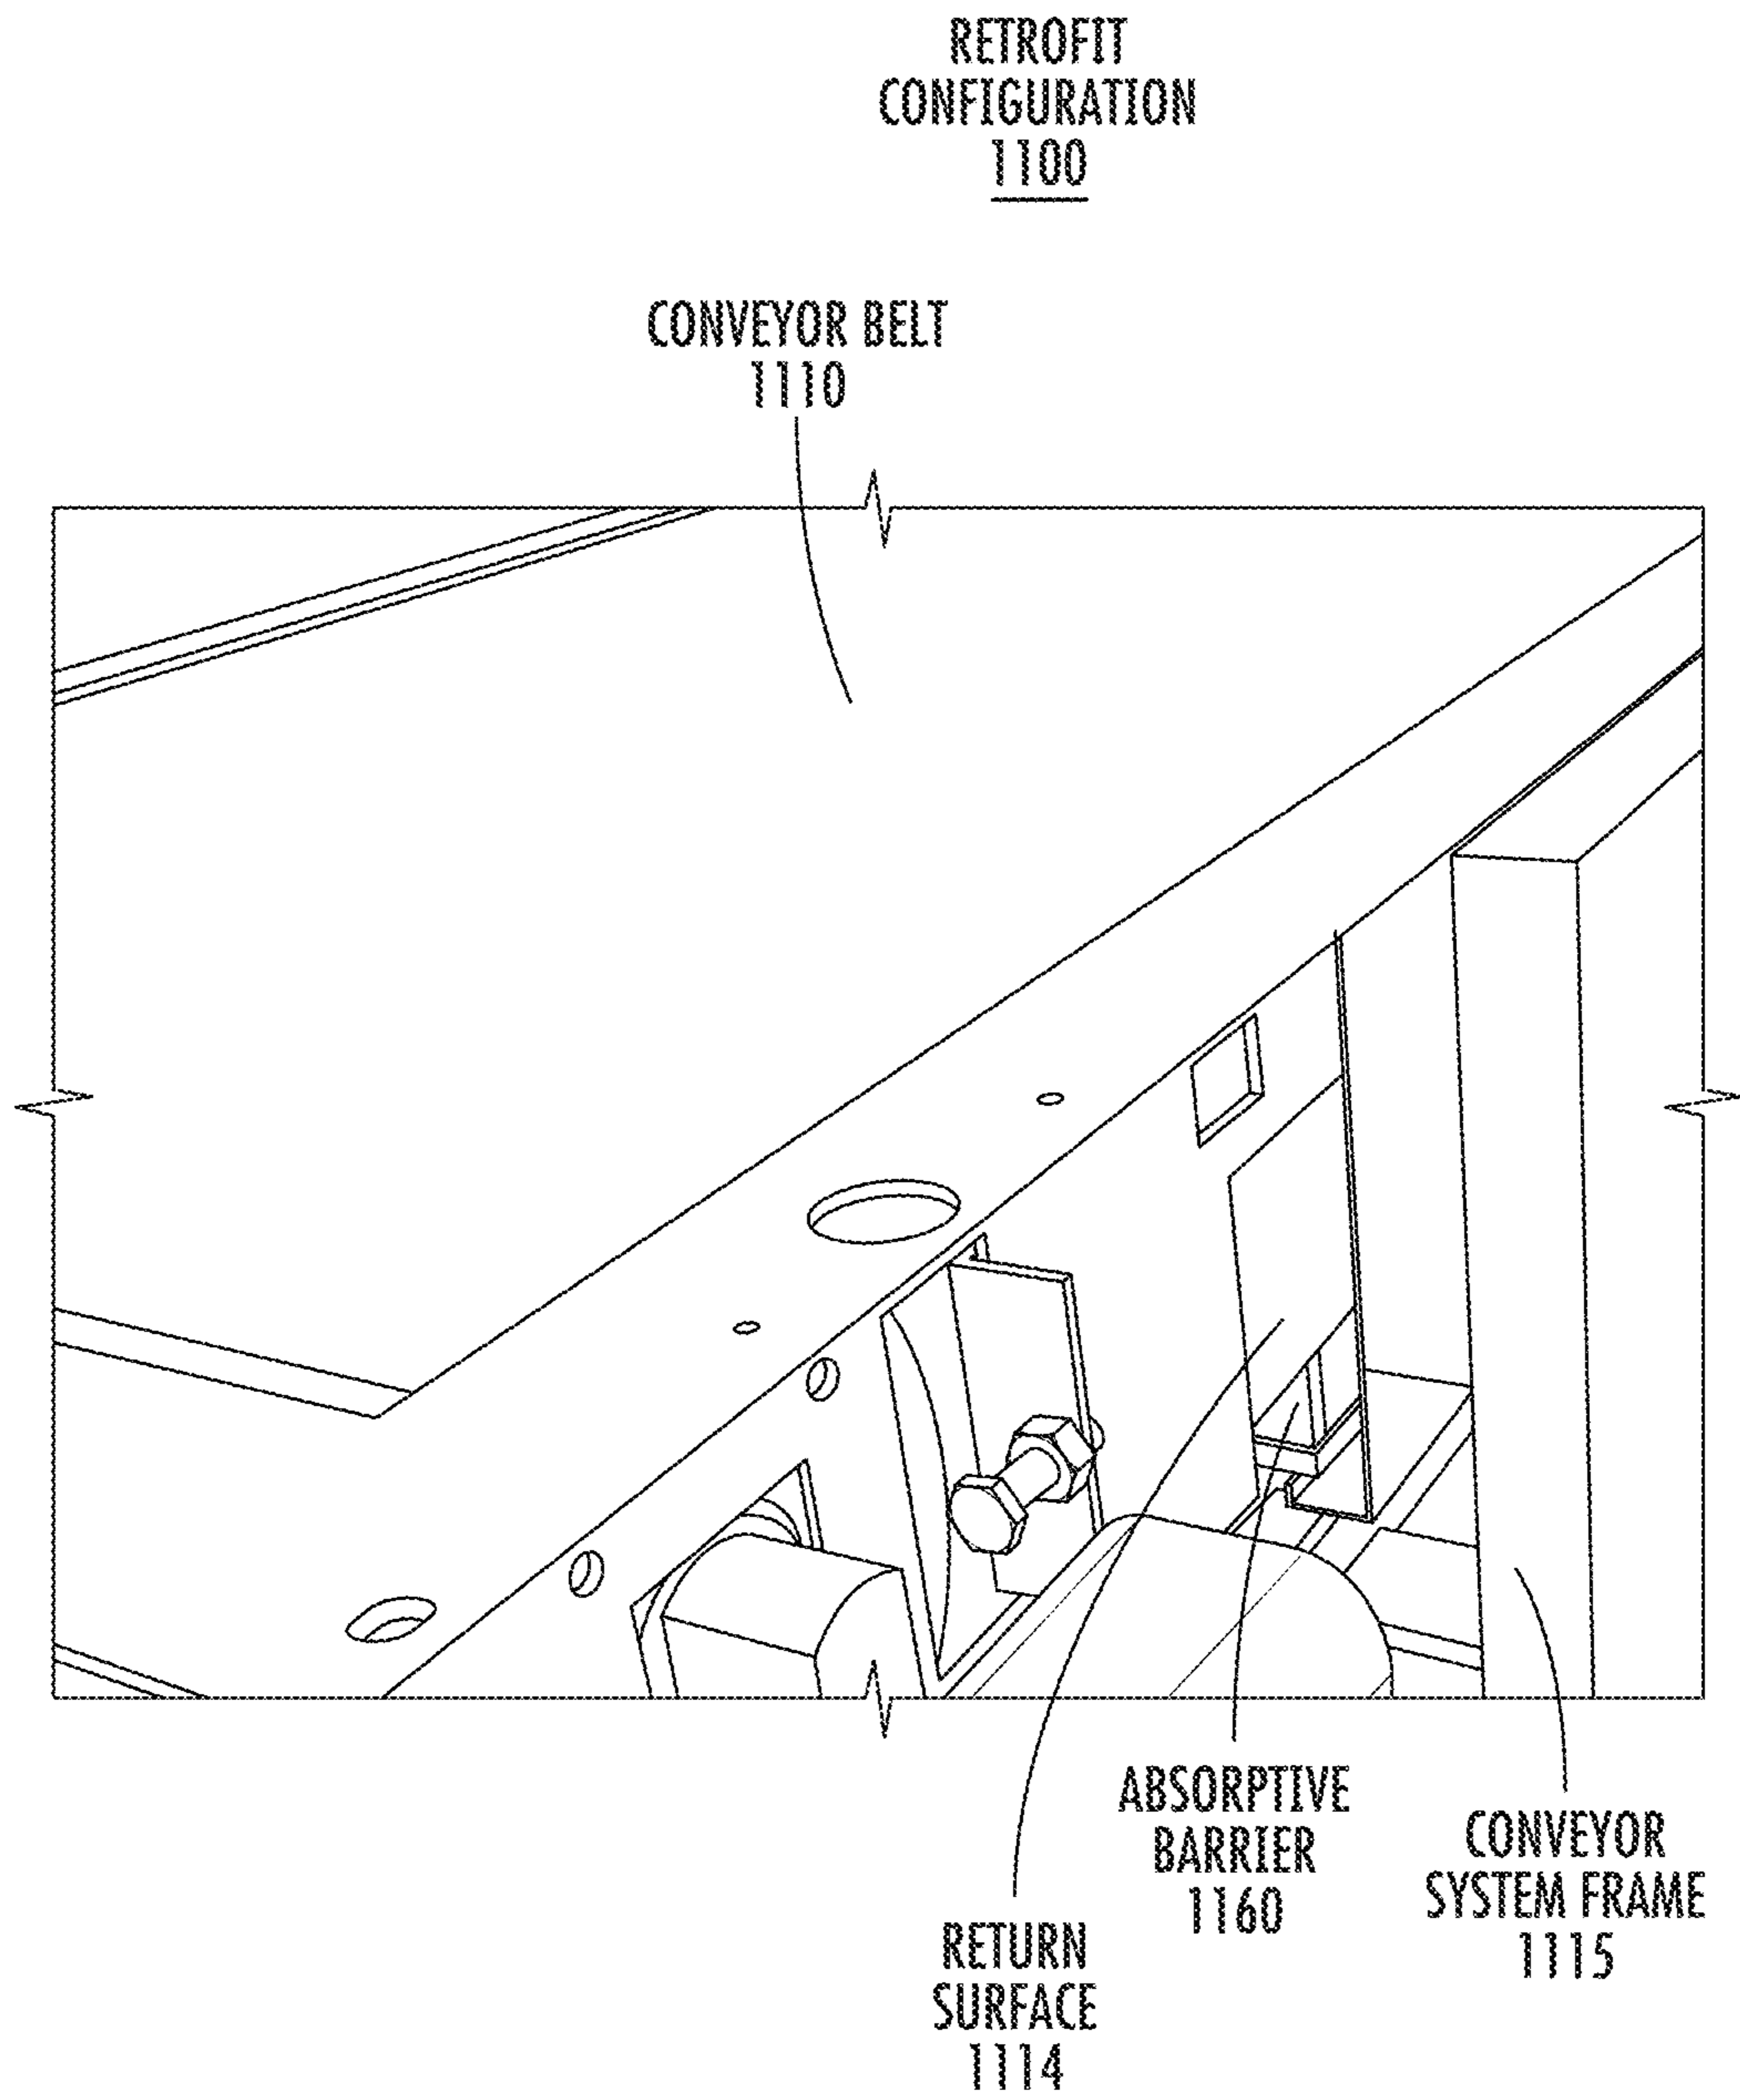 RETROFIT
CONFIGURATION
1100
CONVEYOR BELT
1110
ABSORPTIVE
BARRIER
1160
CONVEYOR
SYSTEM FRAME
1115
RETURN
SURFACE
1114